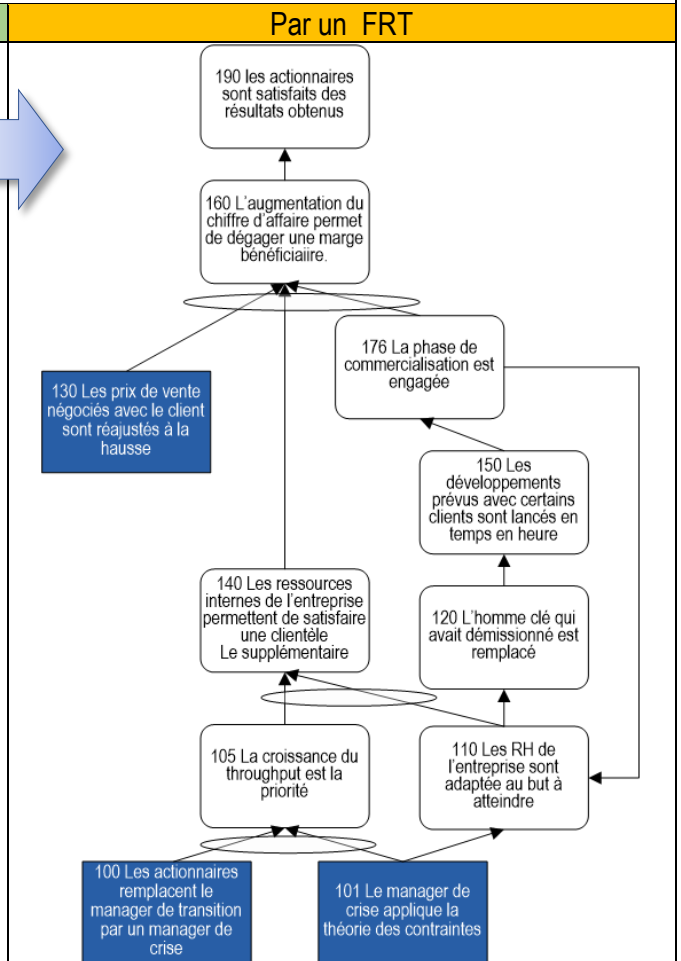 Par un FRT
190 les actionnaires
sont satisfaits des
résultats obtenus
160 L'augmentation du
chiffre d'affaire permet
de dégager une marge
bénéficiaiire.
176 La phase de
commercialisation est
engagée
130 Les prix de vente
négociés avec le client
sont réajustés à la
hausse
150 Les
développements
prévus avec certains
clients sont lancés en
temps en heure
140 Les ressources
internes de l'entreprise
permettent de satisfaire
une clientèle
Le supplémentaire
120 L'homme clé qui
avait démissionné est
remplacé
105 La croissance du
throughput est la
priorité
110 Les RH de
l'entreprise sont
adaptée au but à
atteindre
100 Les actionnaires
remplacent le
manager de transition
par un manager de
crise
101 Le manager de
crise applique la
théorie des contraintes